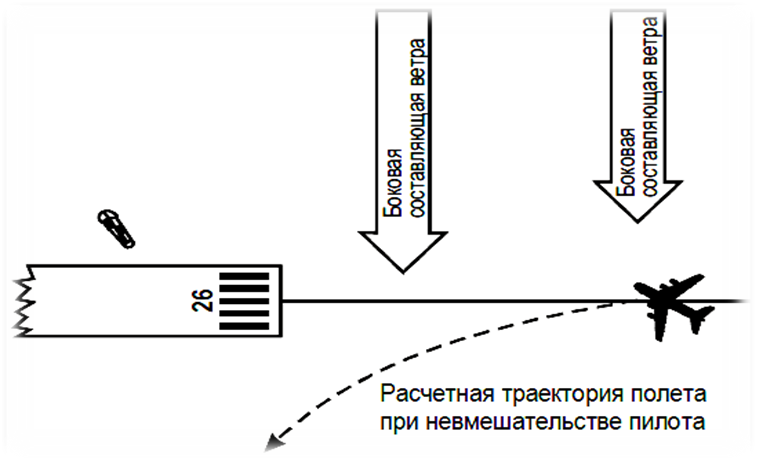 Боковая
составляющая ветра
Боковая
составляющая ветра
26
Расчетная траектория полета
при невмешательстве пилота